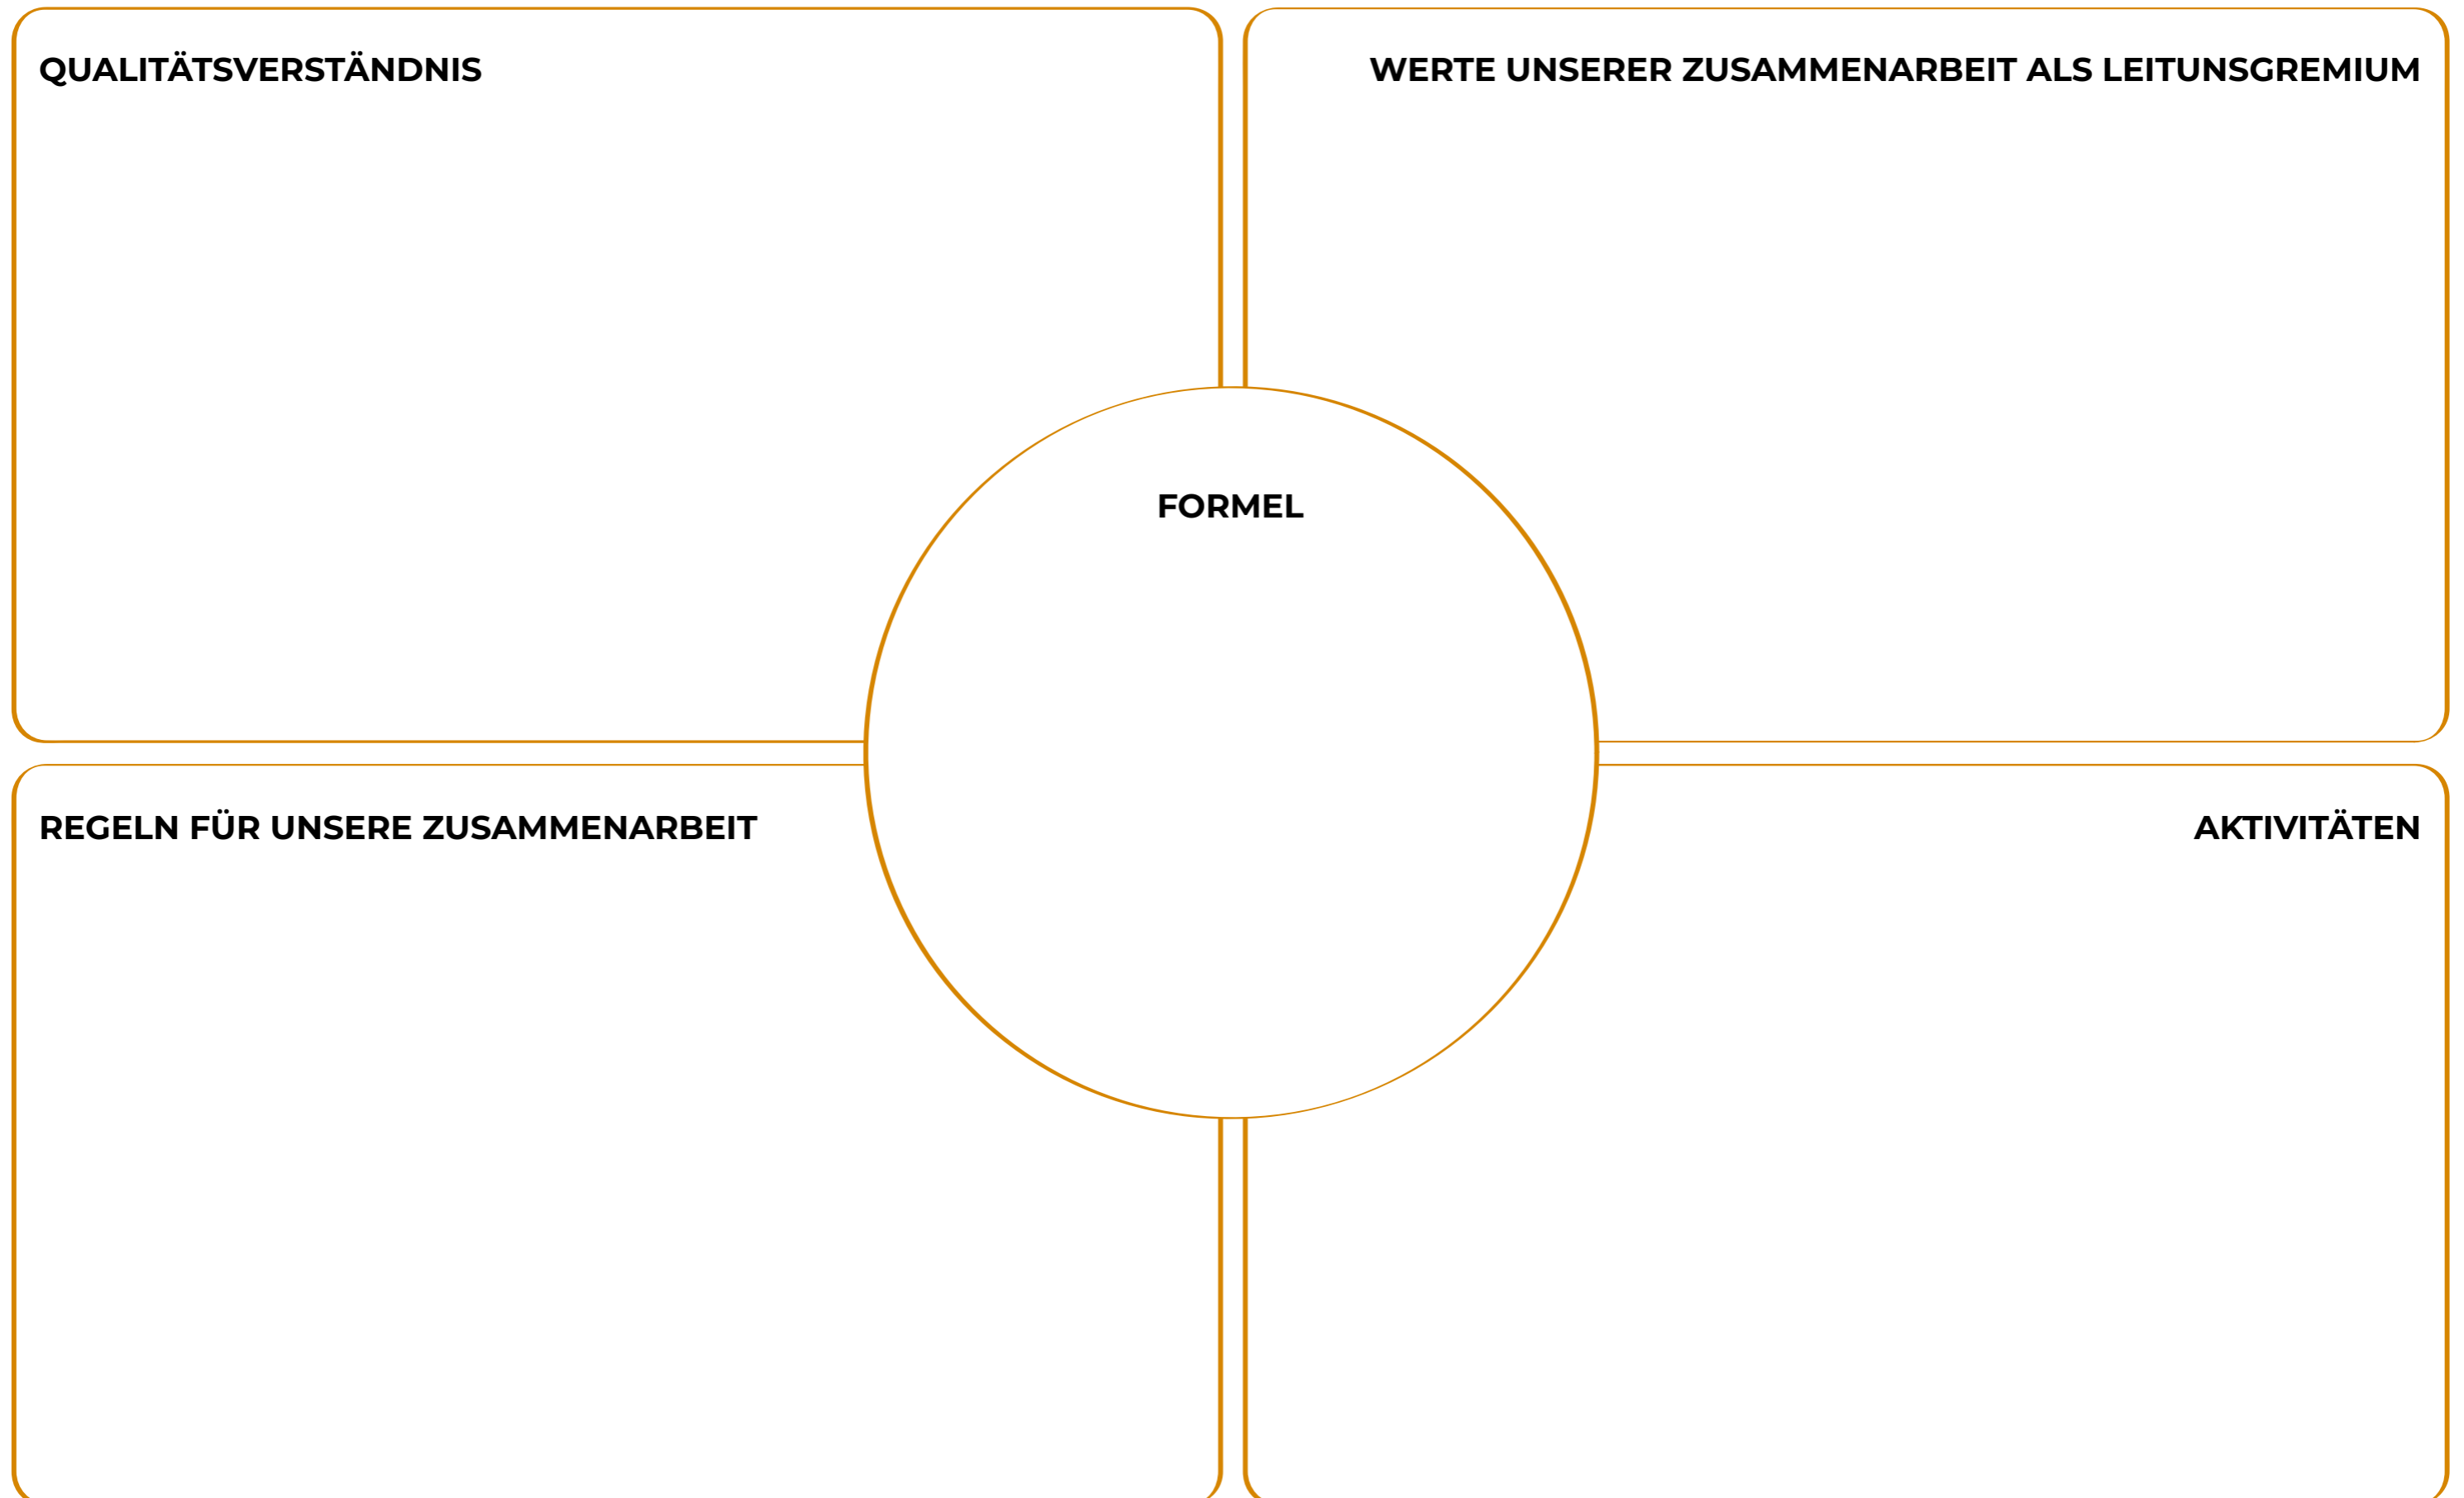 QUALITÄTSVERSTÄNDNIS
WERTE UNSERER ZUSAMMENARBEIT ALS LEITUNSGREMIUM
FORMEL
REGELN FÜR UNSERE ZUSAMMENARBEIT
AKTIVITÄTEN